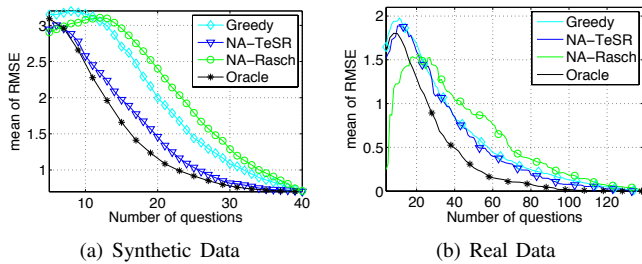 mean of RMSE
3
2.5
2
1.5
1
10
20
30
40
Number of questions
Greedy
NA-TeSR
NA-Rasch
Oracle
(a) Synthetic Data
mean of RMSE
2
1.5
1
0.5
0
20
40
60
80
100
120
Number of questions
Greedy
NA-TeSR
NA-Rasch
Oracle
(b) Real Data